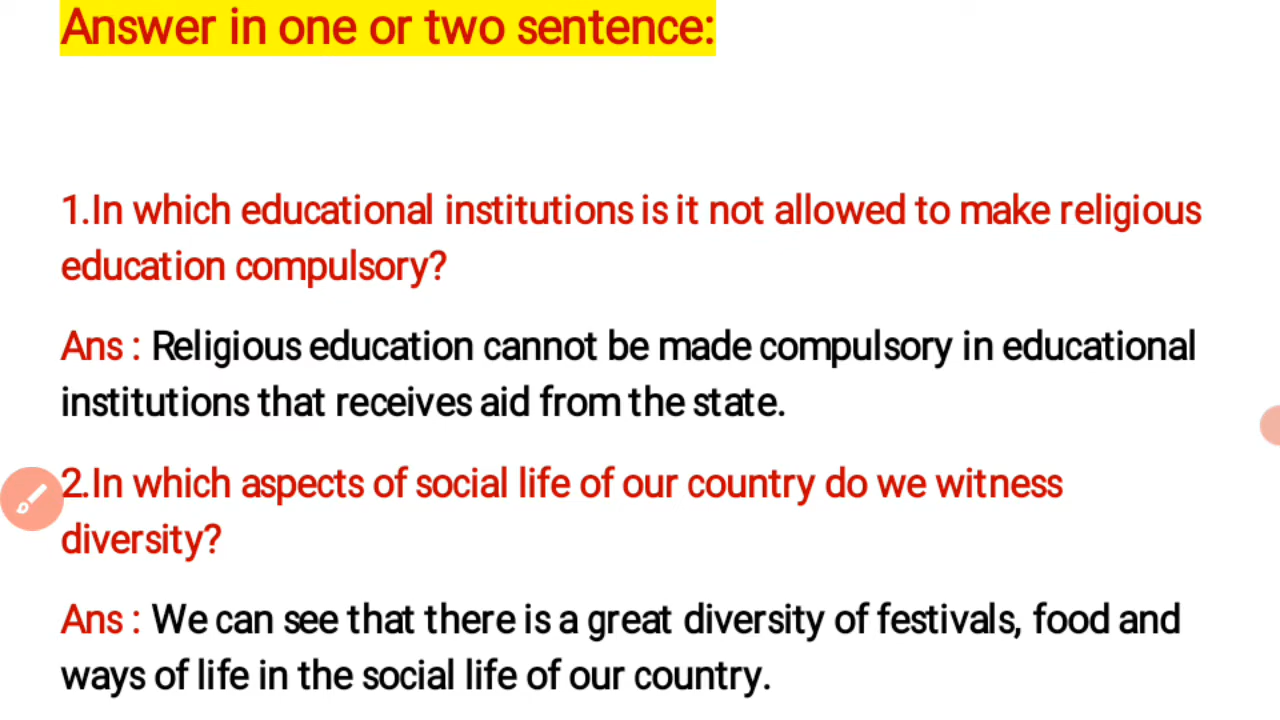 Answer in one or two sentence:
1.In which educational institutions is it not allowed to make religious
education compulsory?
Ans : Religious education cannot be made compulsory in educational
institutions that receives aid from the state.
2.In which aspects of social life of our country do we witness
diversity?
Ans : We can see that there is a great diversity of festivals, food and
ways of life in the social life of our country.